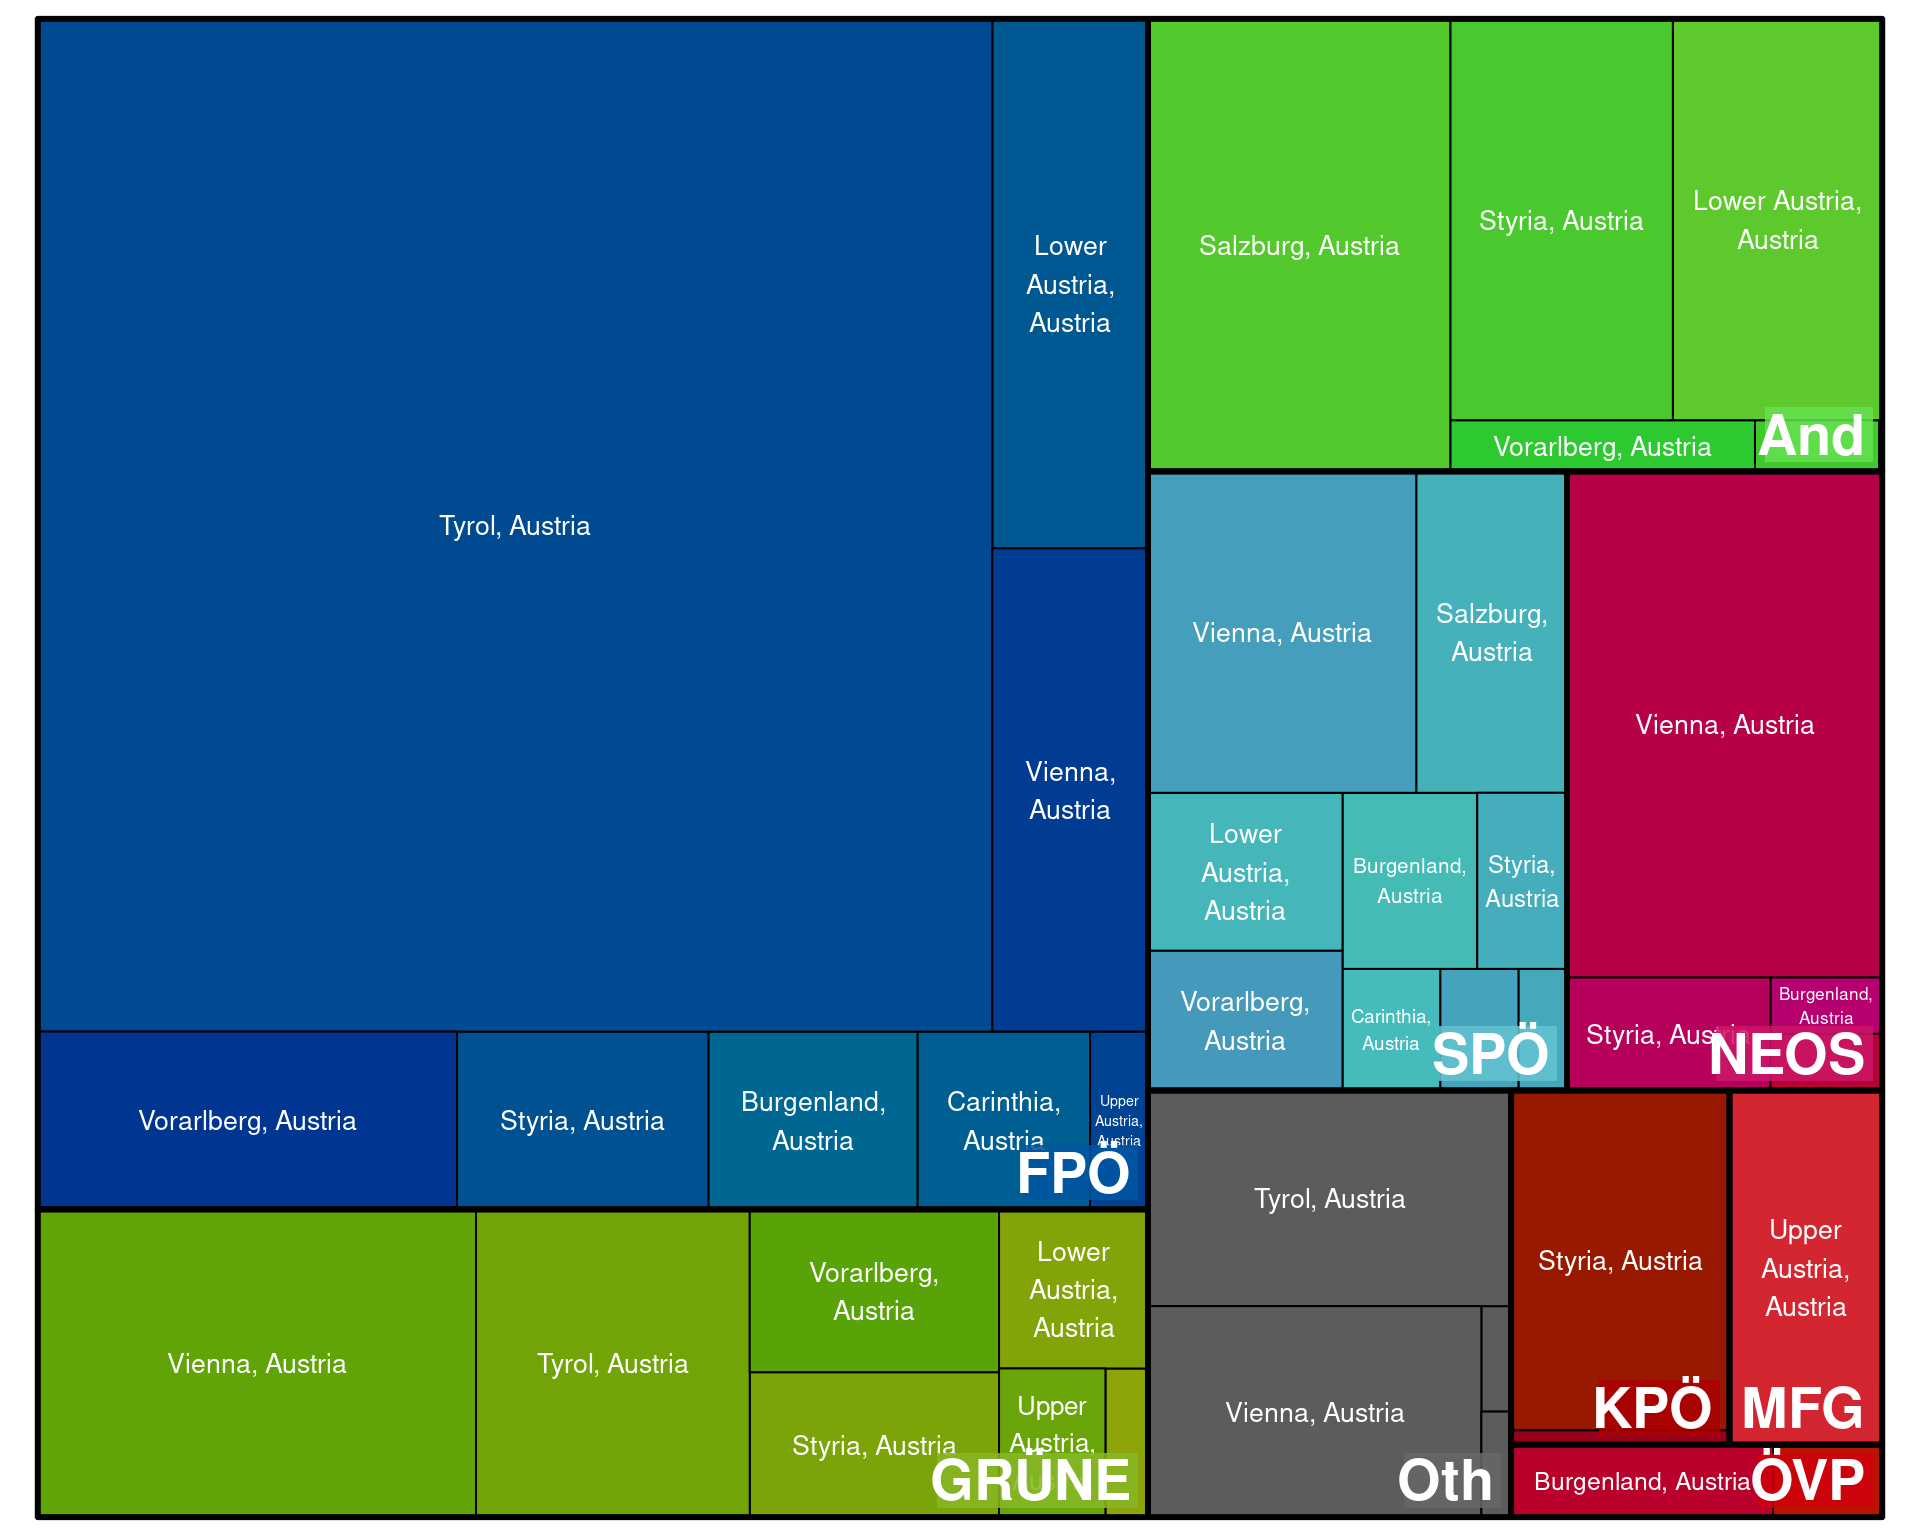 Tyrol, Austria
Lower
Austria,
Austria
Vienna,
Austria
Vorarlberg, Austria
Styria, Austria
Burgenland,
Austria
Carinthia,
Austria
Upper
Austria,
Austria
FPÖ
Vienna, Austria
Tyrol, Austria
Vorarlberg,
Austria
Styria, Austria
Lower
Austria,
Austria
Upper
Austria,
GRÜNE
Salzburg, Austria
Styria, Austria
Lower Austria,
Austria
Vorarlberg, Austria
And
Vienna, Austria
Salzburg,
Austria
Lower
Austria,
Austria
Burgenland,
Austria
Styria,
Austria
Vorarlberg,
Austria
Carinthia,
Austria
SPÖ
Vienna, Austria
Styria, Austria
Burgenland,
Austria
NEOS
Tyrol, Austria
Vienna, Austria
Oth
Styria, Austria
KPÖ
Upper
Austria,
Austria
MFG
Burgenland, Austria
ÖVP